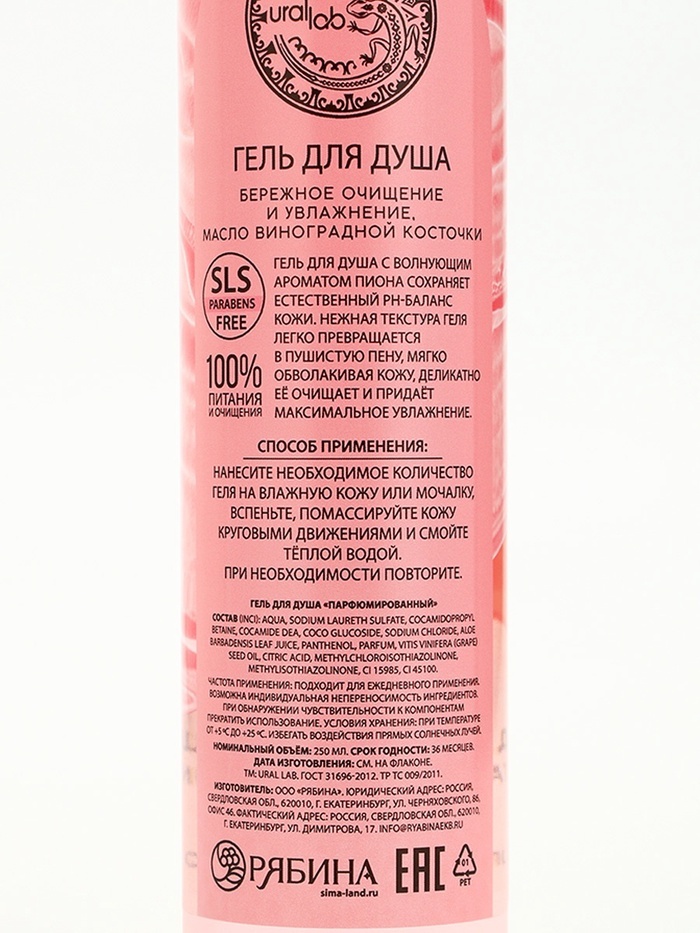 ural lab
ГЕЛЬ ДЛЯ ДУША
БЕРЕЖНОЕ ОЧИЩЕНИЕ
И УВЛАЖНЕНИЕ,
МАСЛО ВИНОГРАДНОЙ КОСТОЧКИ
SLS
PARABENS
FREE
100%
ПИТАНИЯ
И ОЧИЩЕНИЯ
ГЕЛЬ ДЛЯ ДУША С ВОЛНУЮЩИМ
АРОМАТОМ ПИОНА СОХРАНЯЕТ
ЕСТЕСТВЕННЫЙ PH-БАЛАНС
КОЖИ. НЕЖНАЯ ТЕКСТУРА ГЕЛЯ
ЛЕГКО ПРЕВРАЩАЕТСЯ
В ПУШИСТУЮ ПЕНУ, МЯГКО
ОБВОЛАКИВАЯ КОЖУ, ДЕЛИКАТНО
ЕЁ ОЧИЩАЕТ И ПРИДАЁТ
МАКСИМАЛЬНОЕ УВЛАЖНЕНИЕ.
СПОСОБ ПРИМЕНЕНИЯ:
НАНЕСИТЕ НЕОБХОДИМОЕ КОЛИЧЕСТВО
ГЕЛЯ НА ВЛАЖНУЮ КОЖУ ИЛИ МОЧАЛКУ,
ВСПЕНЬТЕ, ПОМАССИРУЙТЕ КОЖУ
КРУГОВЫМИ ДВИЖЕНИЯМИ И СМОЙТЕ
ТЁПЛОЙ ВОДОЙ.
ПРИ НЕОБХОДИМОСТИ ПОВТОРИТЕ.
ГЕЛЬ ДЛЯ ДУША «ПАРФЮМИРОВАННЫЙ»
СОСТАВ (INCI): AQUA, SODIUM LAURETH SULFATE, COCAMIDOPROPYL
BETAINE, COCAMIDE DEA, COCO GLUCOSIDE, SODIUM CHLORIDE, ALOE
BARBADENSIS LEAF JUICE, PANTHENOL, PARFUM, VITIS VINIFERA (GRAPE)
SEED OIL, CITRIC ACID, METHYLCHLOROISOTHIAZOLINONE,
METHYLISOTHIAZOLINONE, CI 15985, CI 45100.
ЧАСТОТА ПРИМЕНЕНИЯ: ПОДХОДИТ ДЛЯ ЕЖЕДНЕВНОГО ПРИМЕНЕНИЯ.
ВОЗМОЖНА ИНДИВИДУАЛЬНАЯ НЕПЕРЕНОСИМОСТЬ ИНГРЕДИЕНТОВ.
ПРИ ОБНАРУЖЕНИИ ЧУВСТВИТЕЛЬНОСТИ К КОМПОНЕНТАМ
ПРЕКРАТИТЬ ИСПОЛЬЗОВАНИЕ. УСЛОВИЯ ХРАНЕНИЯ: ПРИ ТЕМПЕРАТУРЕ
ОТ +5 °С ДО +25 °С. ИЗБЕГАТЬ ВОЗДЕЙСТВИЯ ПРЯМЫХ СОЛНЕЧНЫХ ЛУЧЕЙ.
НОМИНАЛЬНЫЙ ОБЪЁМ: 250 МЛ. СРОК ГОДНОСТИ: 36 МЕСЯЦЕВ.
ДАТА ИЗГОТОВЛЕНИЯ: СМ. НА ФЛАКОНЕ.
TM: URAL LAB. ГОСТ 31696-2012. ТР ТС 009/2011.
ИЗГОТОВИТЕЛЬ: ООО «РЯБИНА». ЮРИДИЧЕСКИЙ АДРЕС: РОССИЯ,
СВЕРДЛОВСКАЯ ОБЛ., 620010, Г. ЕКАТЕРИНБУРГ, УЛ. ЧЕРНЯХОВСКОГО, 86,
ОФИС 46. ФАКТИЧЕСКИЙ АДРЕС: РОССИЯ, СВЕРДЛОВСКАЯ ОБЛ., 620010,
Г. ЕКАТЕРИНБУРГ, УЛ. ДИМИТРОВА, 17. INFO@RYABINAEKB.RU
РЯБИНА
sima-land.ru
EAC
01
PET